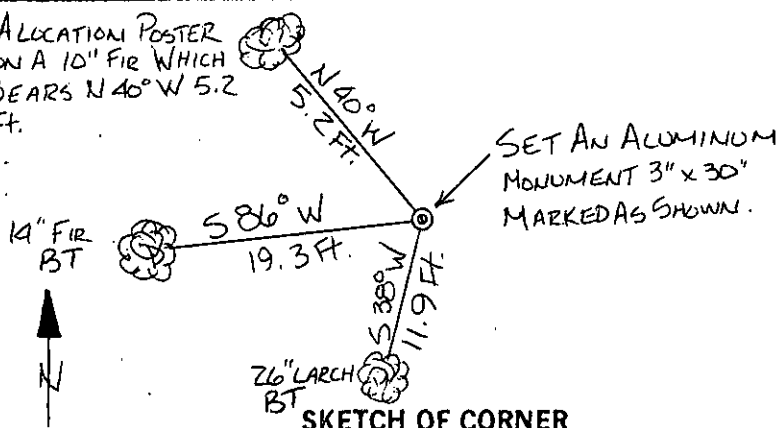 A LOCATION POSTER
ON A 10" FIR WHICH
BEARS N 40° W 5.2
Ft.
N 40° W
5.2 Ft.
SET AN ALUMINUM
MONUMENT 3" x 30"
MARKED AS SHOWN.
14" FIR
BT
S 86° W
19.3 Ft.
S 38° W
11.9 Ft.
N
26" LARCH
BT
SKETCH OF CORNER